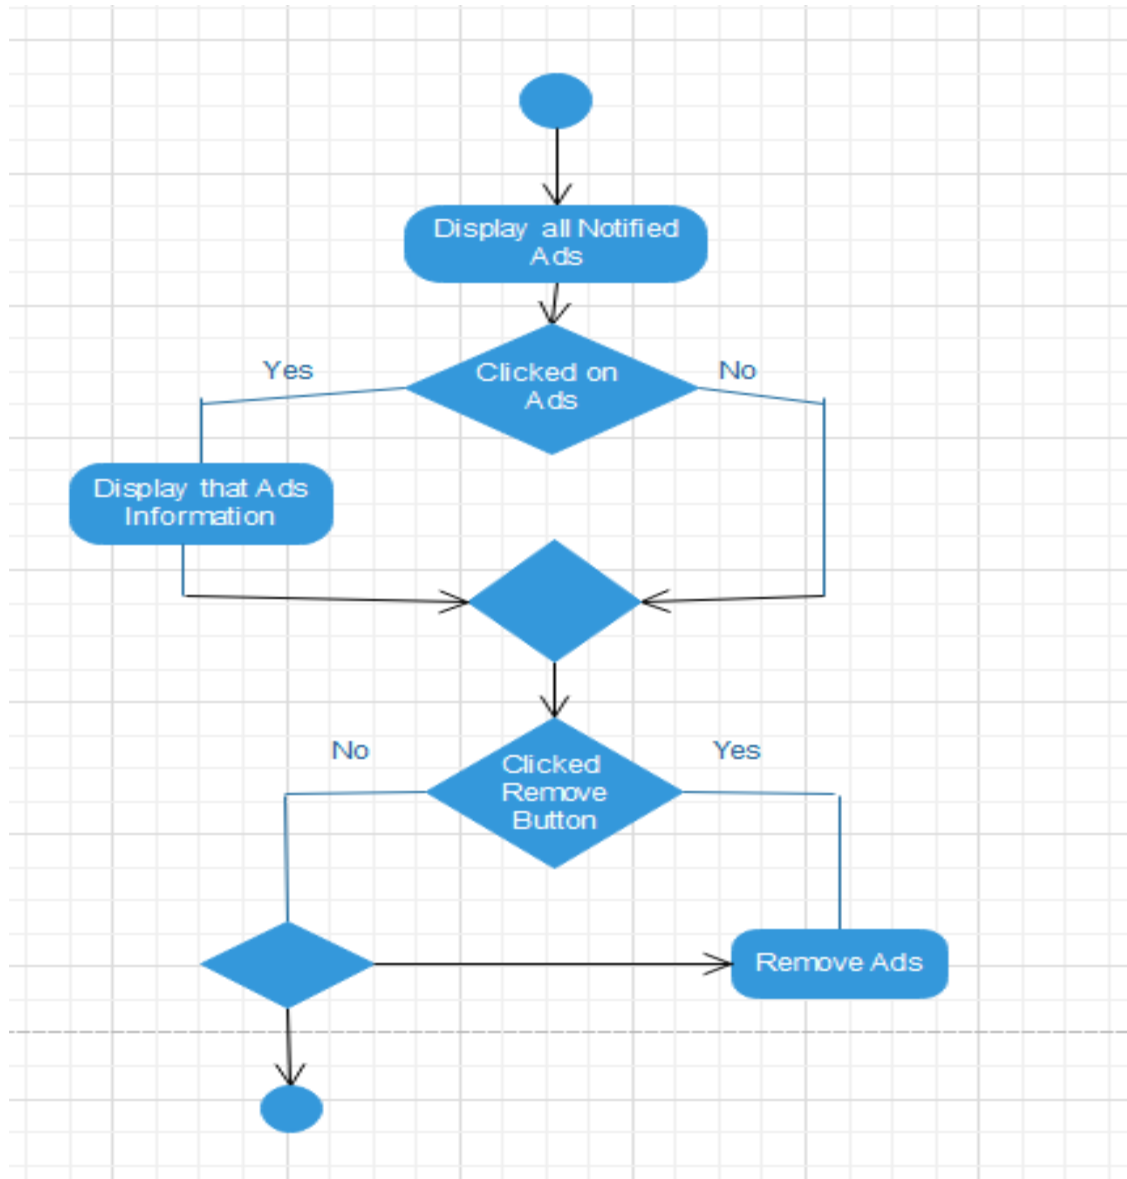 Display all Notified
Ads
Yes
Clicked on
Ads
No
Display that Ads
Information
No
Clicked
Remove
Button
Yes
Remove Ads